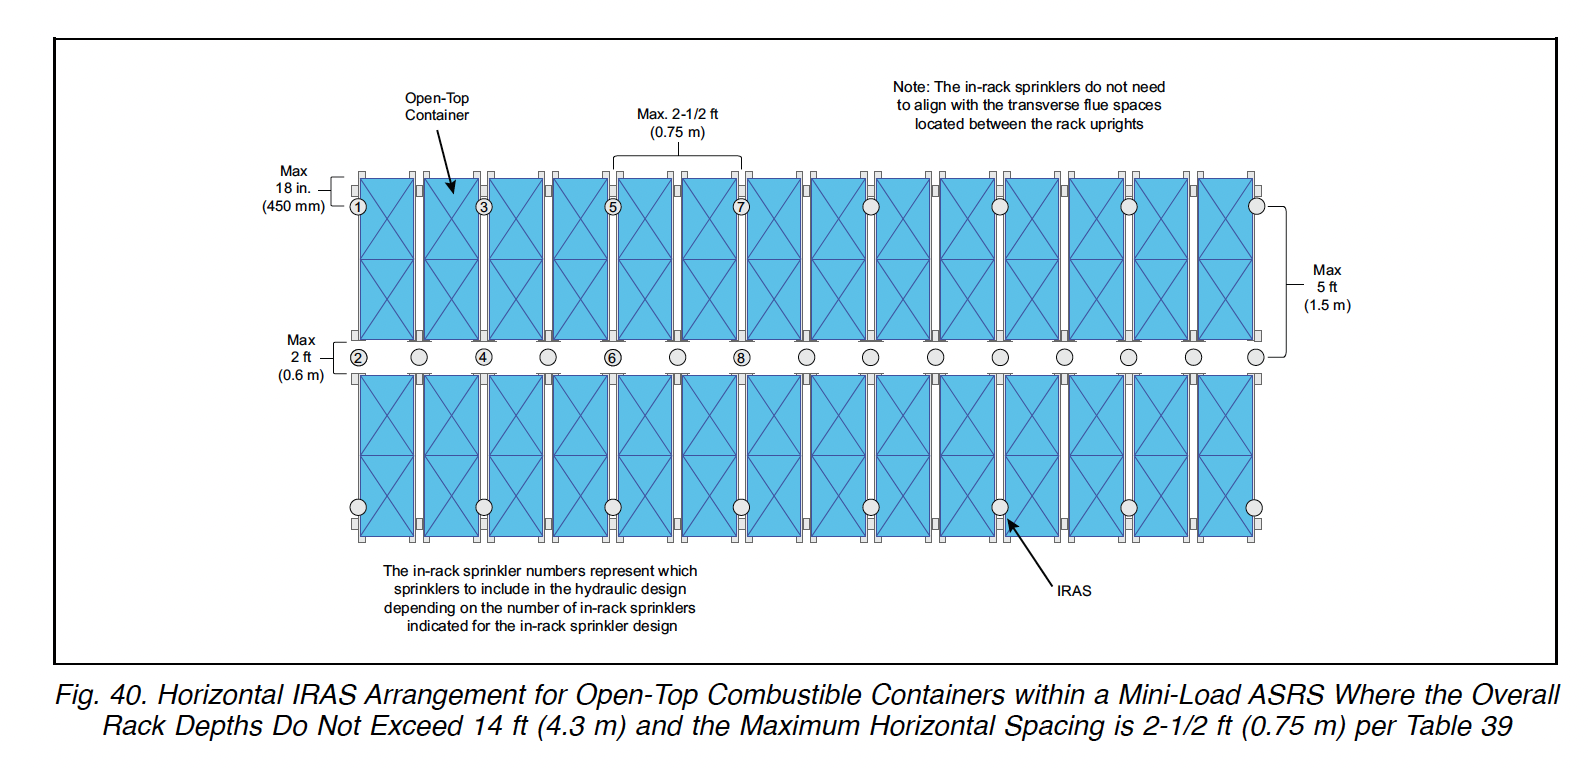 Note: The in-rack sprinklers do not need
to align with the transverse flue spaces
located between the rack uprights
Open-Top
Container
Max. 2-1/2 ft
(0.75 m)
Max
18 in.
(450 mm)
1
3
5
7
Max
5 ft
(1.5 m)
Max
2 ft
(0.6 m)
2
4
6
8
The in-rack sprinkler numbers represent which
sprinklers to include in the hydraulic design
depending on the number of in-rack sprinklers
indicated for the in-rack sprinkler design
IRAS
Fig. 40. Horizontal IRAS Arrangement for Open-Top Combustible Containers within a Mini-Load ASRS Where the Overall
Rack Depths Do Not Exceed 14 ft (4.3 m) and the Maximum Horizontal Spacing is 2-1/2 ft (0.75 m) per Table 39